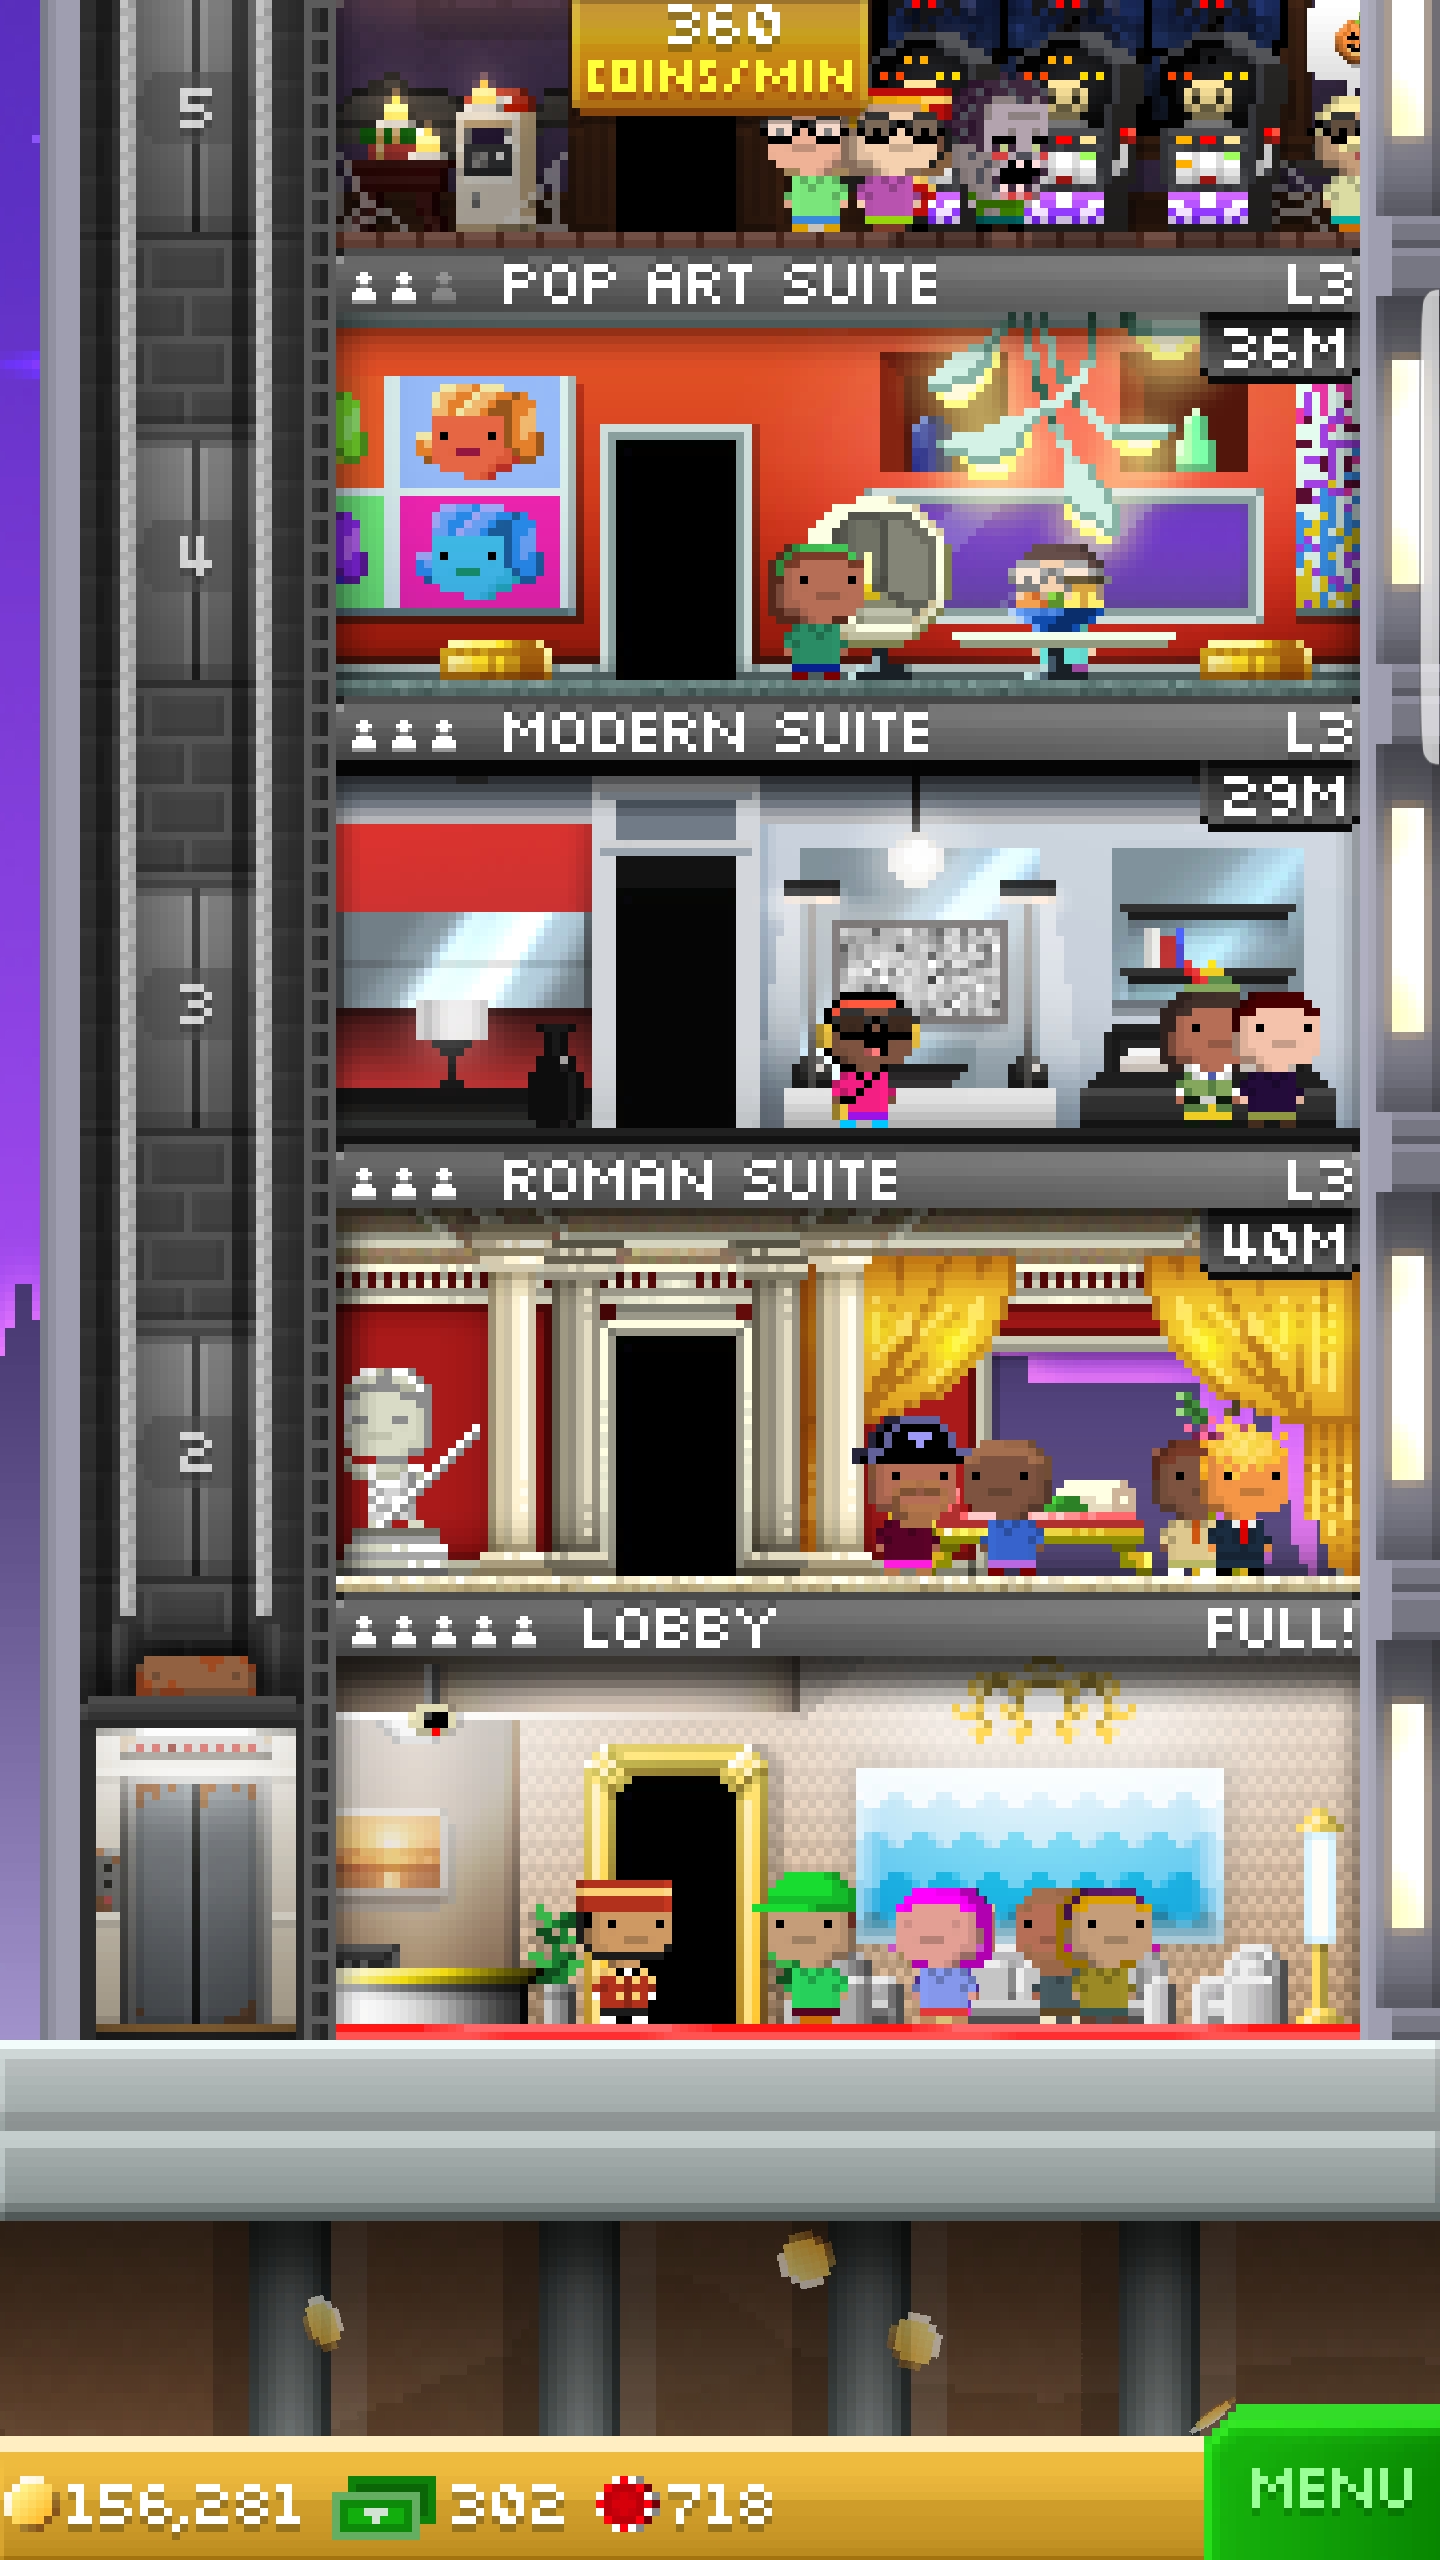 360
COINS/MIN
5
POP ART SUITE L3
36M
4
MODERN SUITE L3
29M
3
ROMAN SUITE L3
40M
2
LOBBY FULL!
156,281 302 718
MENU